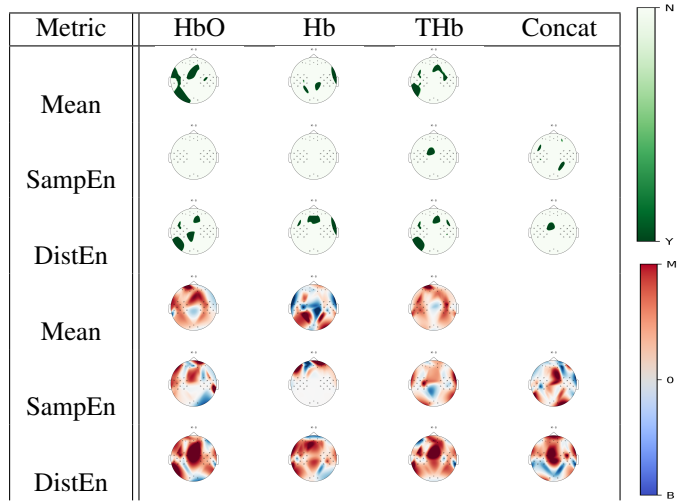 Metric HbO Hb THb Concat
Mean
SampEn
DistEn
Mean
SampEn
DistEn
N
Y
M
0
B